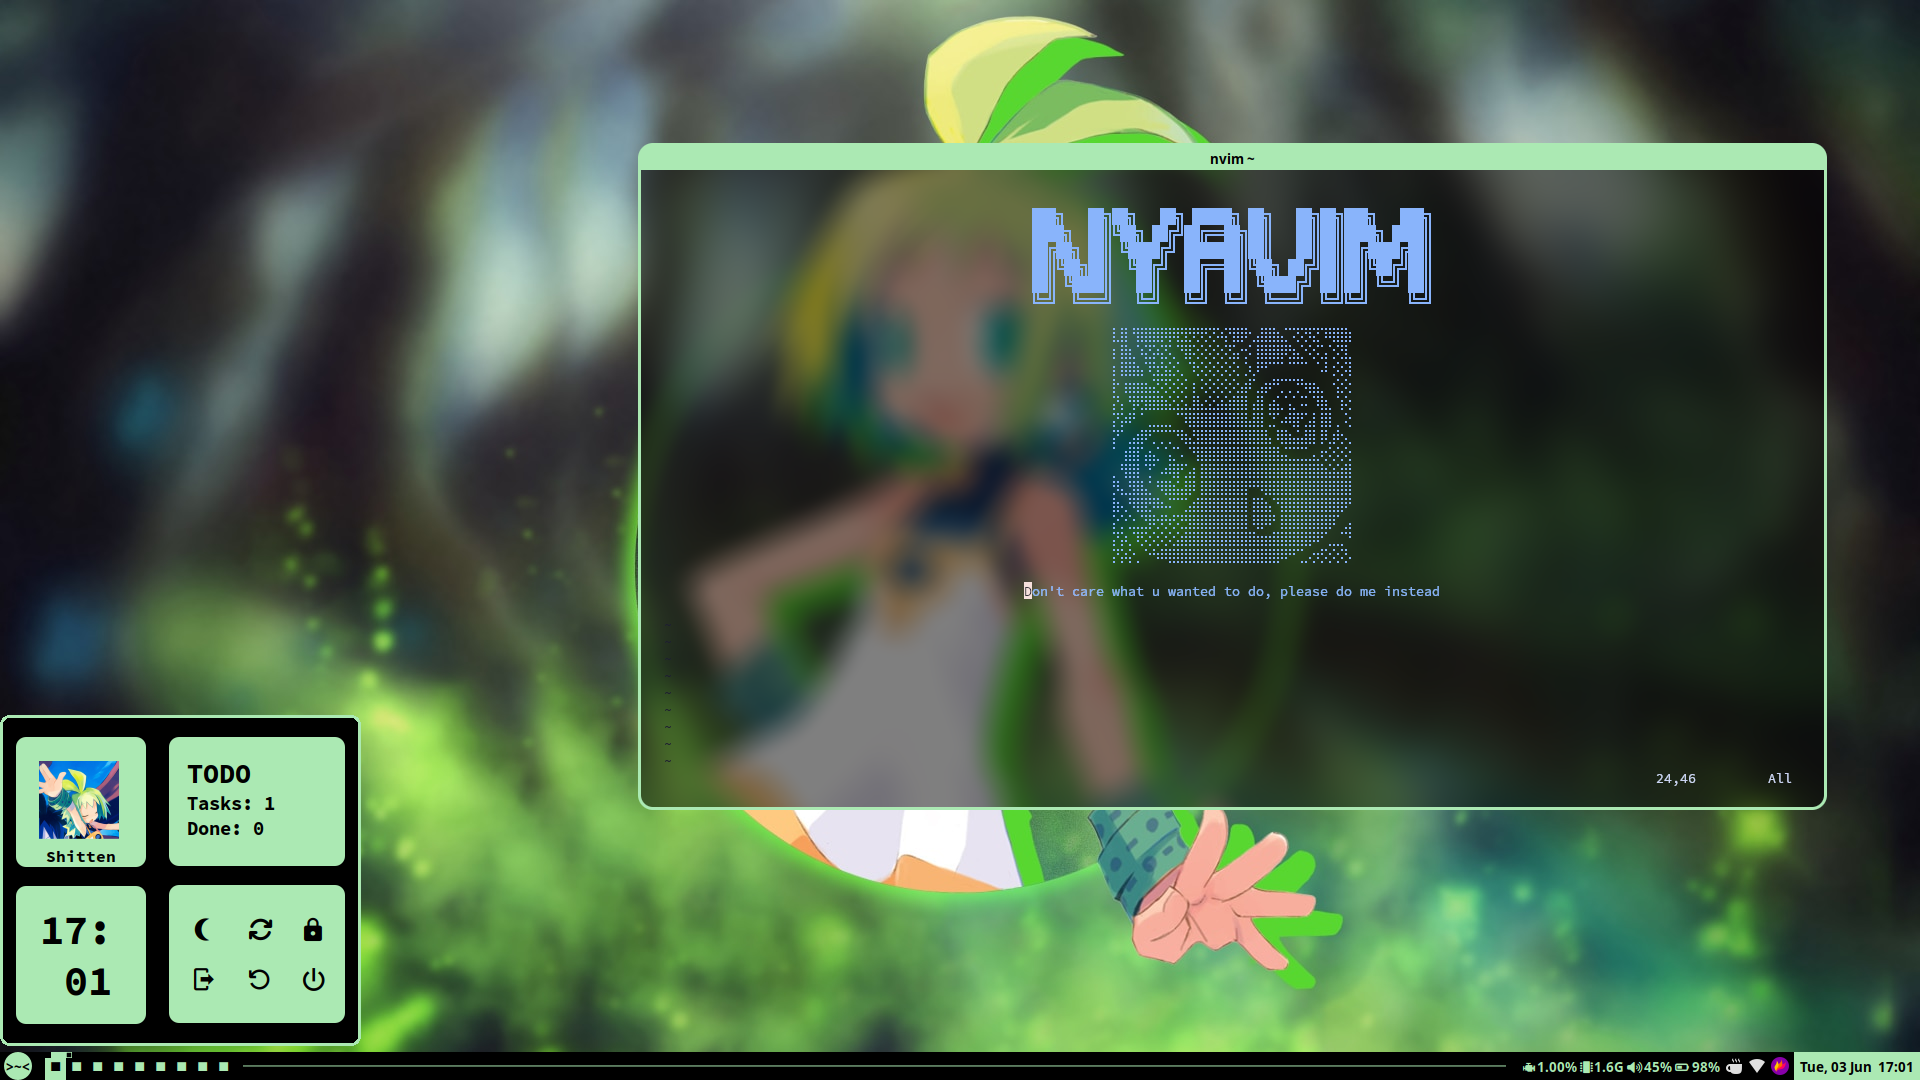 nvim ~
NYAVIM
Don't care what u wanted to do, please do me instead
~
~
~
~
~
~
~
~
~
24,46 All
Shitten
TODO
Tasks: 1
Done: 0
17:
01
>~< 1.00% 1.6G 45% 98% Tue, 03 Jun 17:01